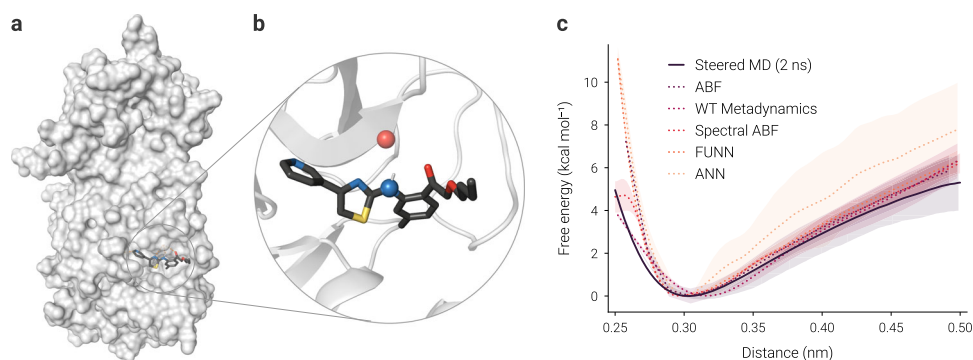 a
b
c
Steered MD (2 ns)
ABF
WT Metadynamics
Spectral ABF
FUNN
ANN
Free energy (kcal mol⁻¹)
10
8
6
4
2
0
0.25
0.30
0.35
0.40
0.45
0.50
Distance (nm)